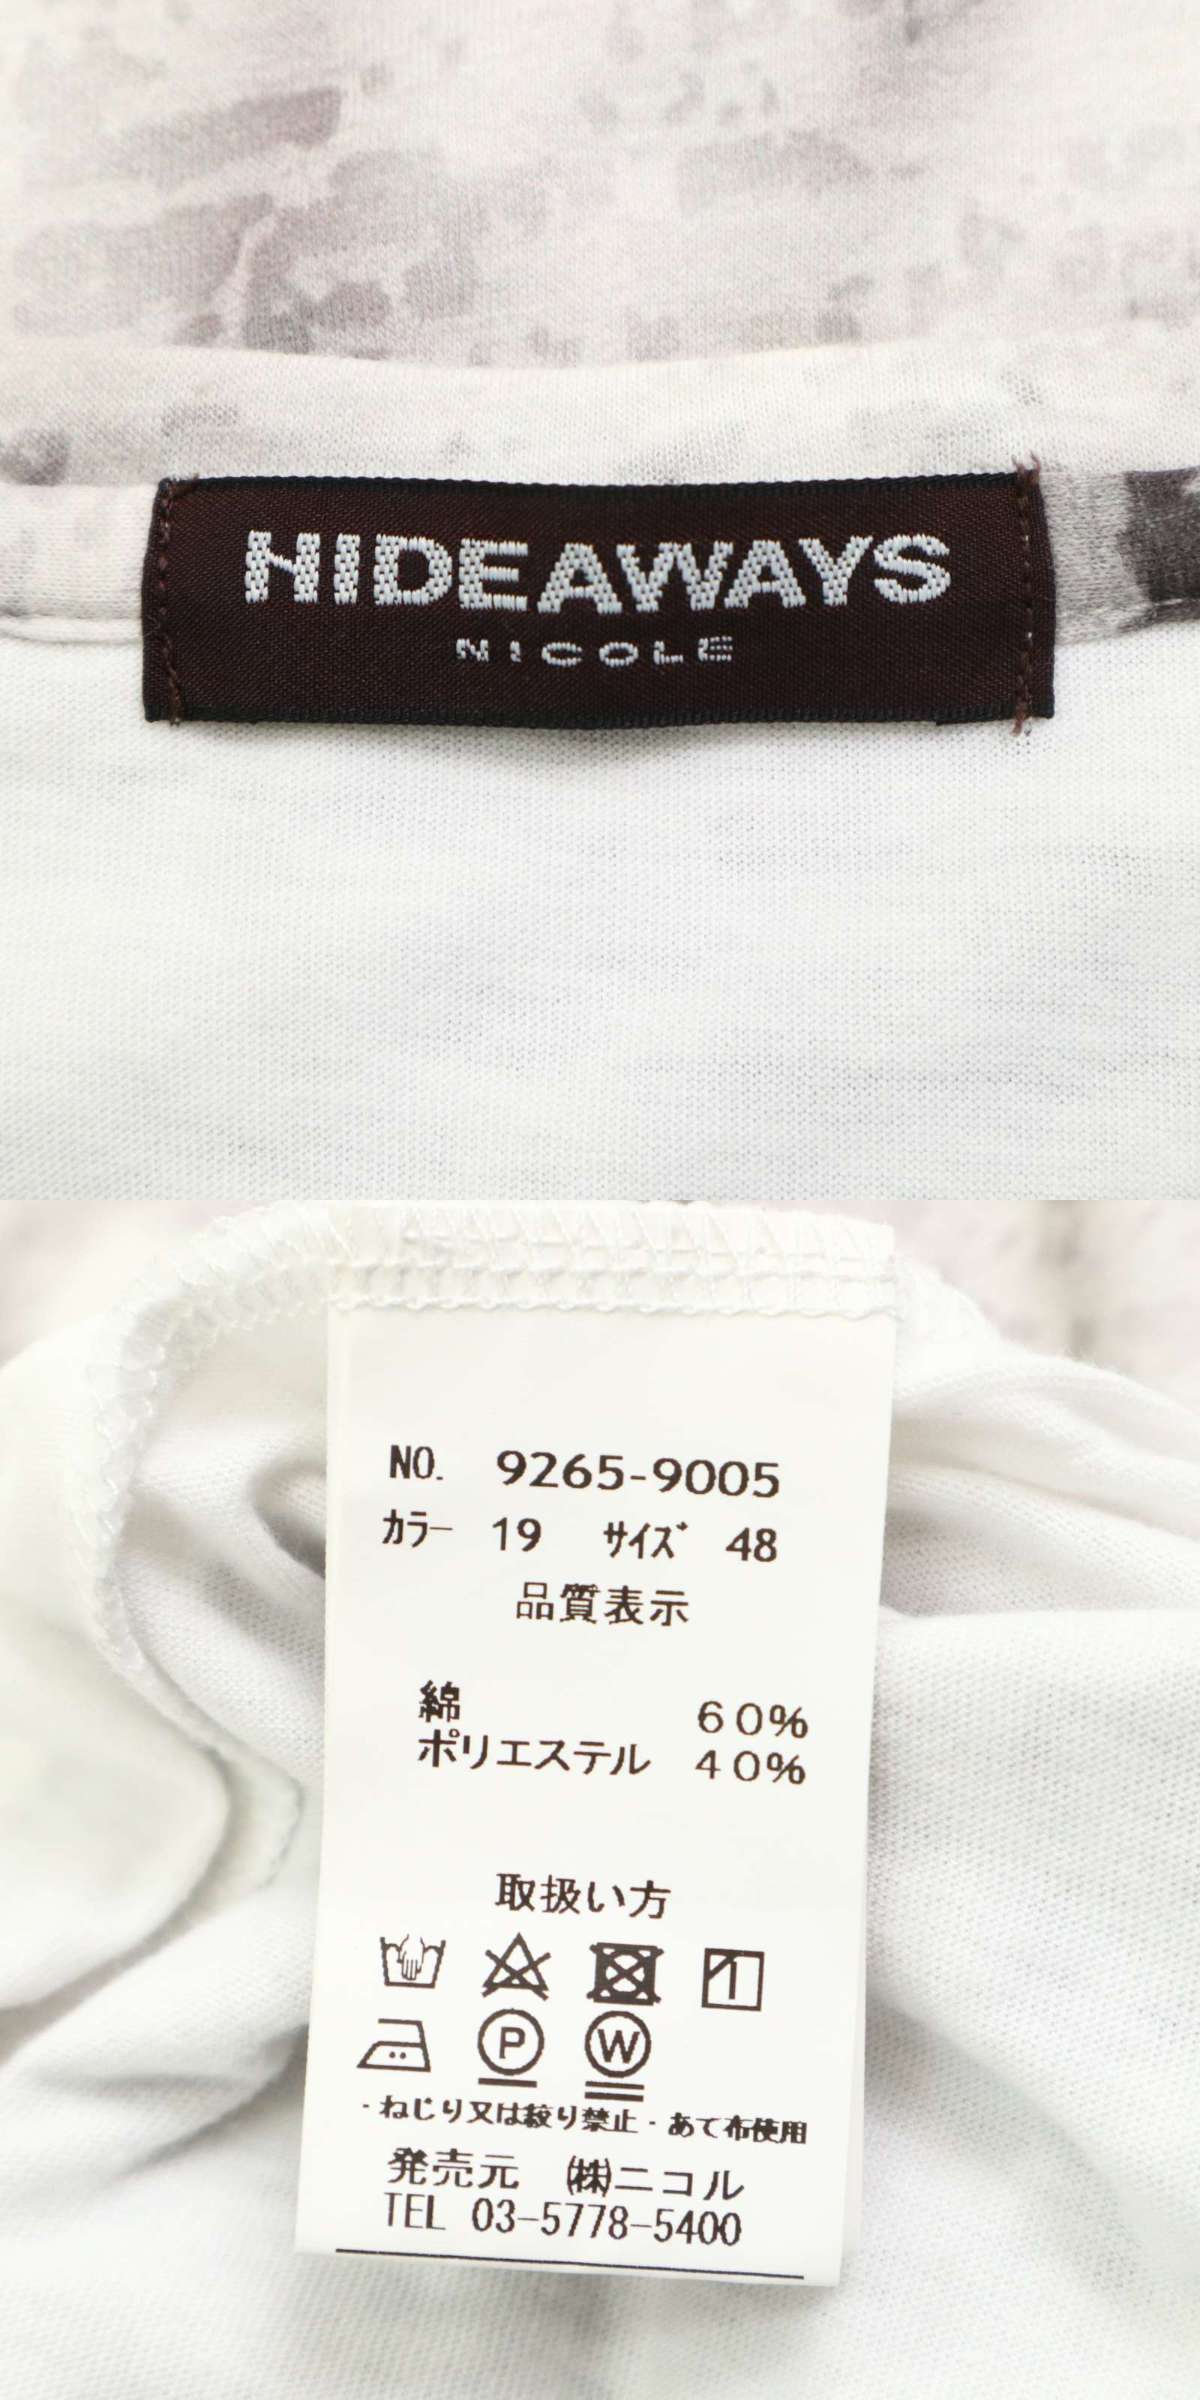 HIDEAWAYS
NICOLE
NO. 9265-9005
ｶﾗｰ 19 ｻｲｽﾞ 48
品質表示
綿 60%
ポリエステル 40%
取扱い方
P W
・ねじり又は絞り禁止・あて布使用
発売元 ㈱ニコル
TEL 03-5778-5400